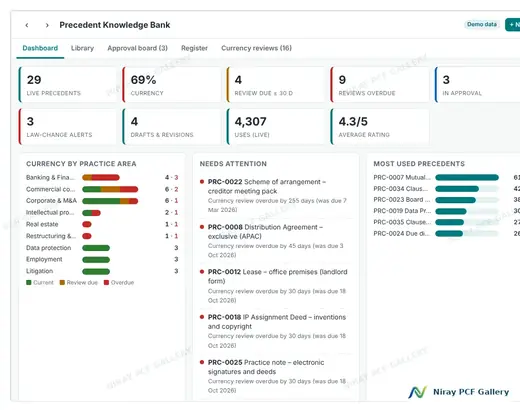 Precedent Knowledge Bank
Demo data
Dashboard Library Approval board (3) Register Currency reviews (16)
29
LIVE PRECEDENTS
69%
CURRENCY
4
REVIEW DUE ≤ 30 D
9
REVIEWS OVERDUE
3
IN APPROVAL
3
LAW-CHANGE ALERTS
4
DRAFTS & REVISIONS
4,307
USES (LIVE)
4.3/5
AVERAGE RATING
CURRENCY BY PRACTICE AREA
Banking & Fina... 4 · 3
Commercial co... 6 · 2
Corporate & M&A 6 · 1
Intellectual pro... 2 · 1
Real estate 1 · 1
Restructuring &... 1 · 1
Data protection 3
Employment 3
Litigation 3
Current Review due Overdue
NEEDS ATTENTION
PRC-0022 Scheme of arrangement –
creditor meeting pack
Currency review overdue by 255 days (was due 7
Mar 2026)
PRC-0008 Distribution Agreement –
exclusive (APAC)
Currency review overdue by 45 days (was due 3
Oct 2026)
PRC-0012 Lease – office premises (landlord
form)
Currency review overdue by 30 days (was due 18
Oct 2026)
PRC-0018 IP Assignment Deed – inventions
and copyright
Currency review overdue by 30 days (was due 18
Oct 2026)
PRC-0025 Practice note – electronic
signatures and deeds
Currency review overdue by 30 days (was due 18
Oct 2026)
MOST USED PRECEDENTS
PRC-0007 Mutual...
PRC-0034 Claus...
PRC-0023 Board ...
PRC-0019 Data Pr...
PRC-0035 Clause...
PRC-0024 Due di...
NIRAY PCF GALLERY
Niray PCF Gallery